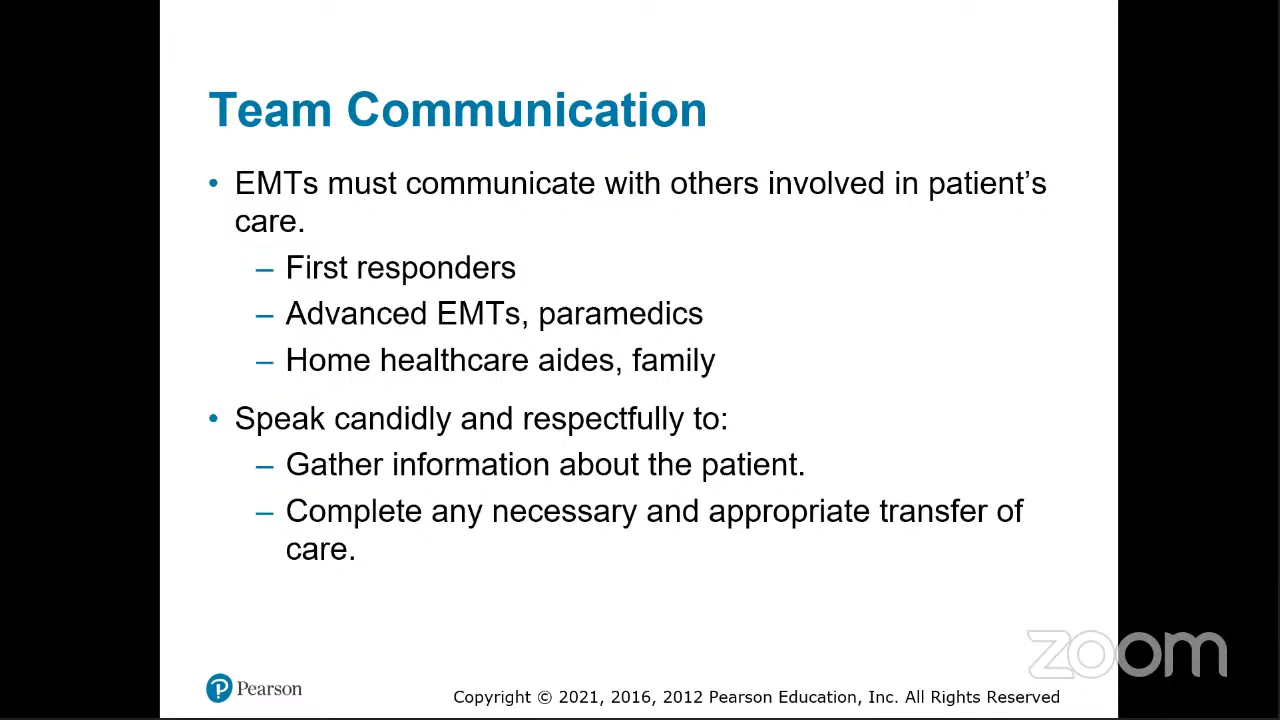 Team Communication
• EMTs must communicate with others involved in patient’s
care.
– First responders
– Advanced EMTs, paramedics
– Home healthcare aides, family
• Speak candidly and respectfully to:
– Gather information about the patient.
– Complete any necessary and appropriate transfer of
care.
zoom
Pearson
Copyright © 2021, 2016, 2012 Pearson Education, Inc. All Rights Reserved